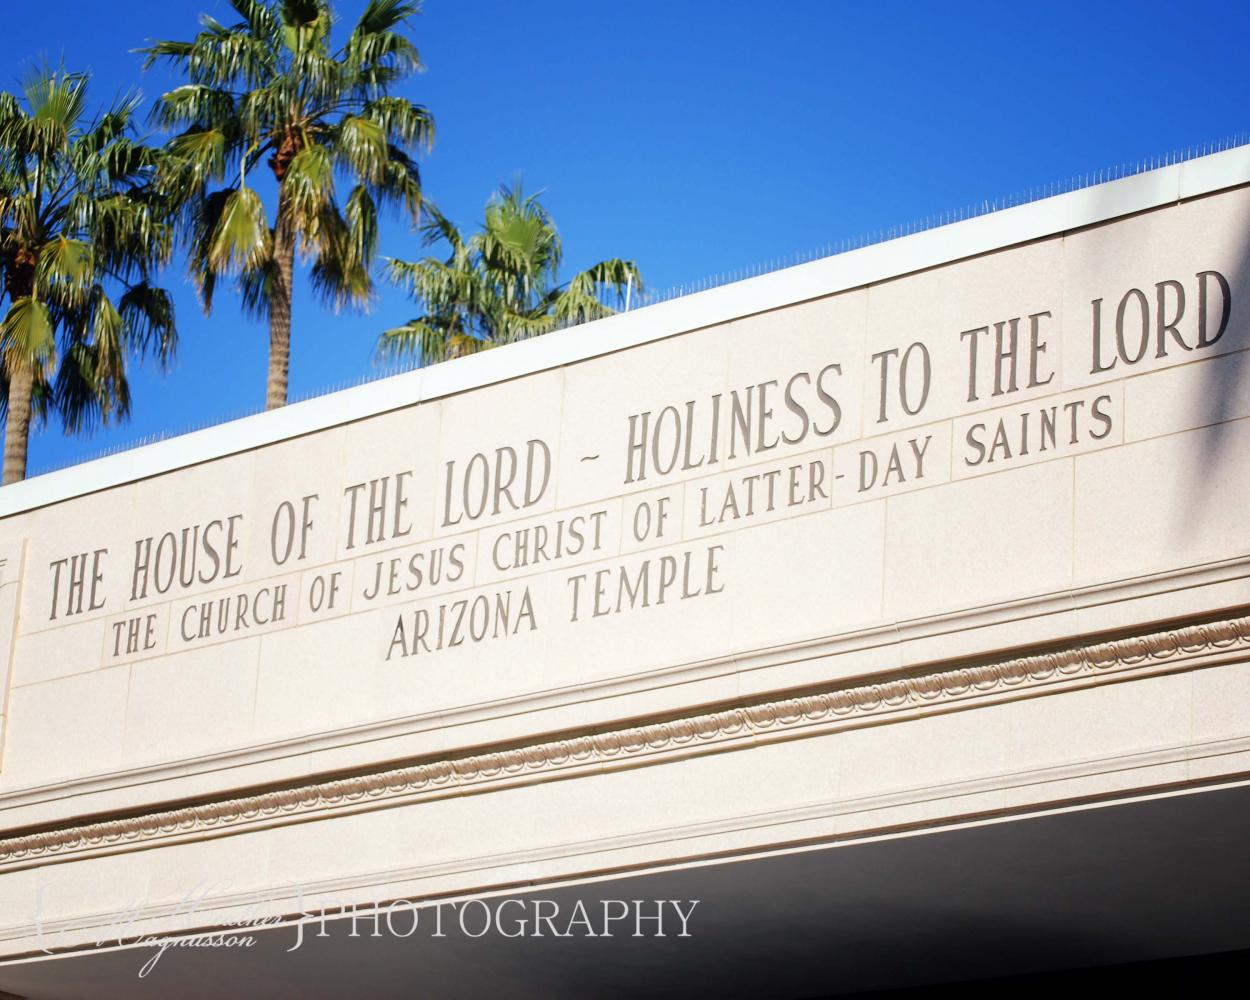 THE HOUSE OF THE LORD ~ HOLINESS TO THE LORD
THE CHURCH OF JESUS CHRIST OF LATTER-DAY SAINTS
ARIZONA TEMPLE
Magnusson } PHOTOGRAPHY